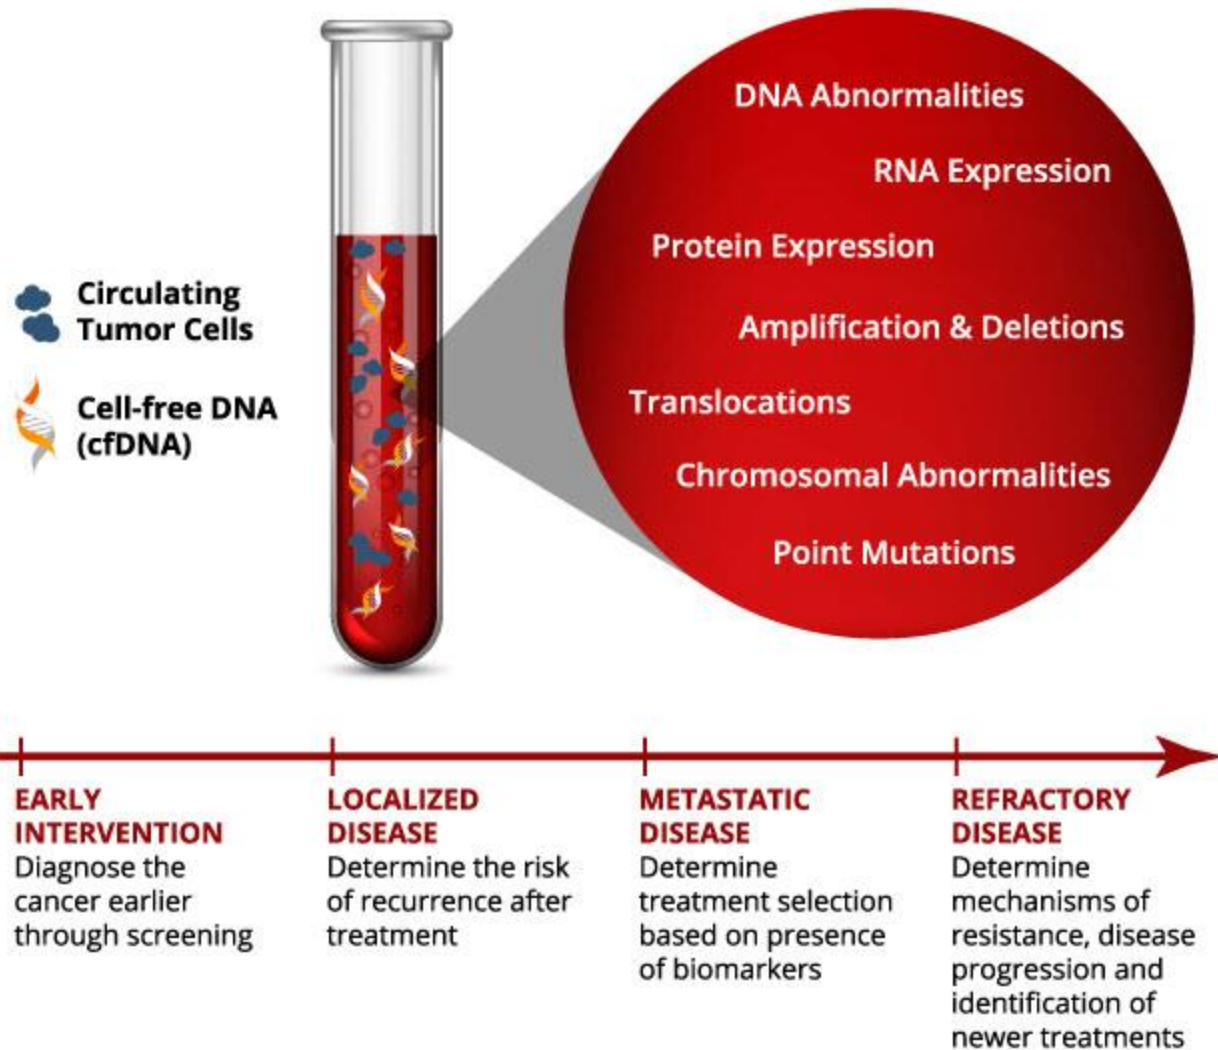 DNA Abnormalities
RNA Expression
Protein Expression
Amplification & Deletions
Translocations
Chromosomal Abnormalities
Point Mutations
Circulating
Tumor Cells
Cell-free DNA
(cfDNA)
EARLY
INTERVENTION
Diagnose the
cancer earlier
through screening
LOCALIZED
DISEASE
Determine the risk
of recurrence after
treatment
METASTATIC
DISEASE
Determine
treatment selection
based on presence
of biomarkers
REFRACTORY
DISEASE
Determine
mechanisms of
resistance, disease
progression and
identification of
newer treatments